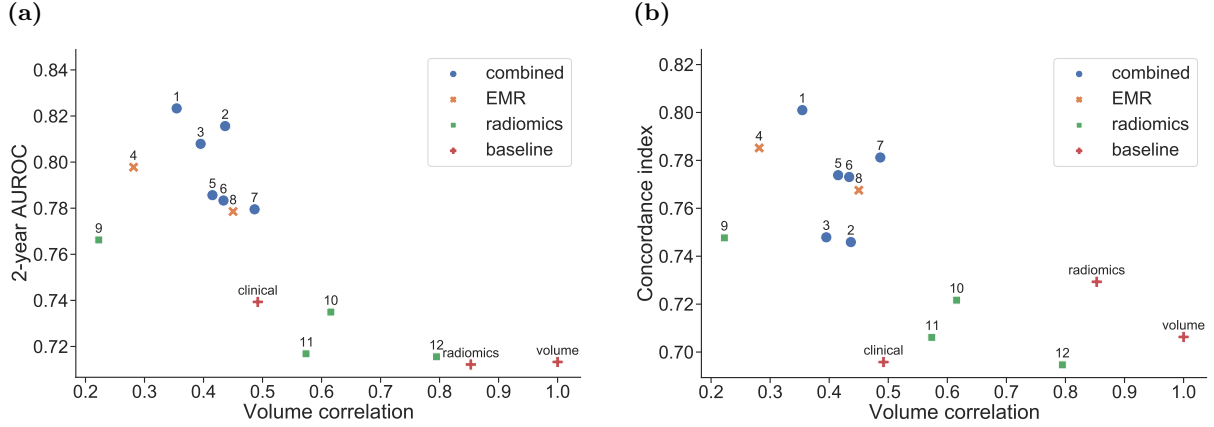 (a)
2-year AUROC
0.84
0.82
0.80
0.78
0.76
0.74
0.72
combined
EMR
radiomics
baseline
1
2
3
4
5
6
8
7
9
clinical
10
11
12
radiomics
volume
0.2 0.3 0.4 0.5 0.6 0.7 0.8 0.9 1.0
Volume correlation
(b)
Concordance index
0.82
0.80
0.78
0.76
0.74
0.72
0.70
combined
EMR
radiomics
baseline
1
4
7
5
6
8
9
3
2
radiomics
10
11
volume
clinical
12
0.2 0.3 0.4 0.5 0.6 0.7 0.8 0.9 1.0
Volume correlation